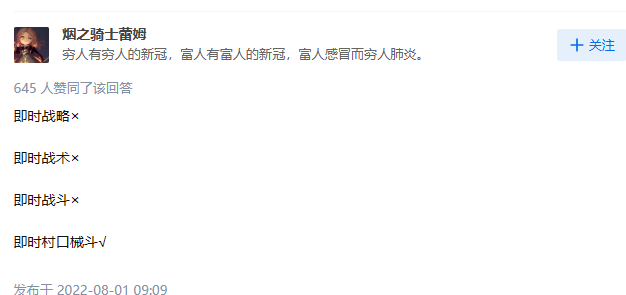 烟之骑士蕾姆
穷人有穷人的新冠，富人有富人的新冠，富人感冒而穷人肺炎。
+ 关注
645 人赞同了该回答
即时战略×
即时战术×
即时战斗×
即时村口械斗√
发布于 2022-08-01 09:09